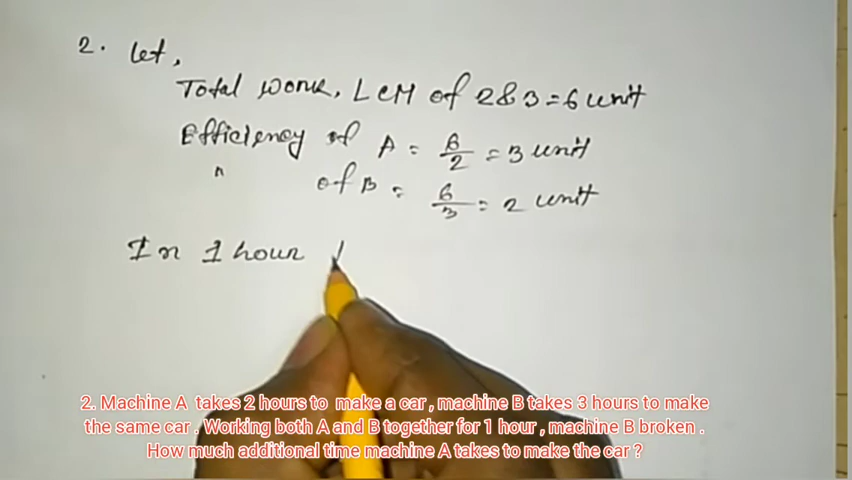 2. Let,
Total work, LCM of 2 & 3 = 6 unit
Efficiency of A = 6/2 = 3 unit
" of B = 6/3 = 2 unit
In 1 hour
2. Machine A takes 2 hours to make a car , machine B takes 3 hours to make
the same car . Working both A and B together for 1 hour , machine B broken .
How much additional time machine A takes to make the car ?